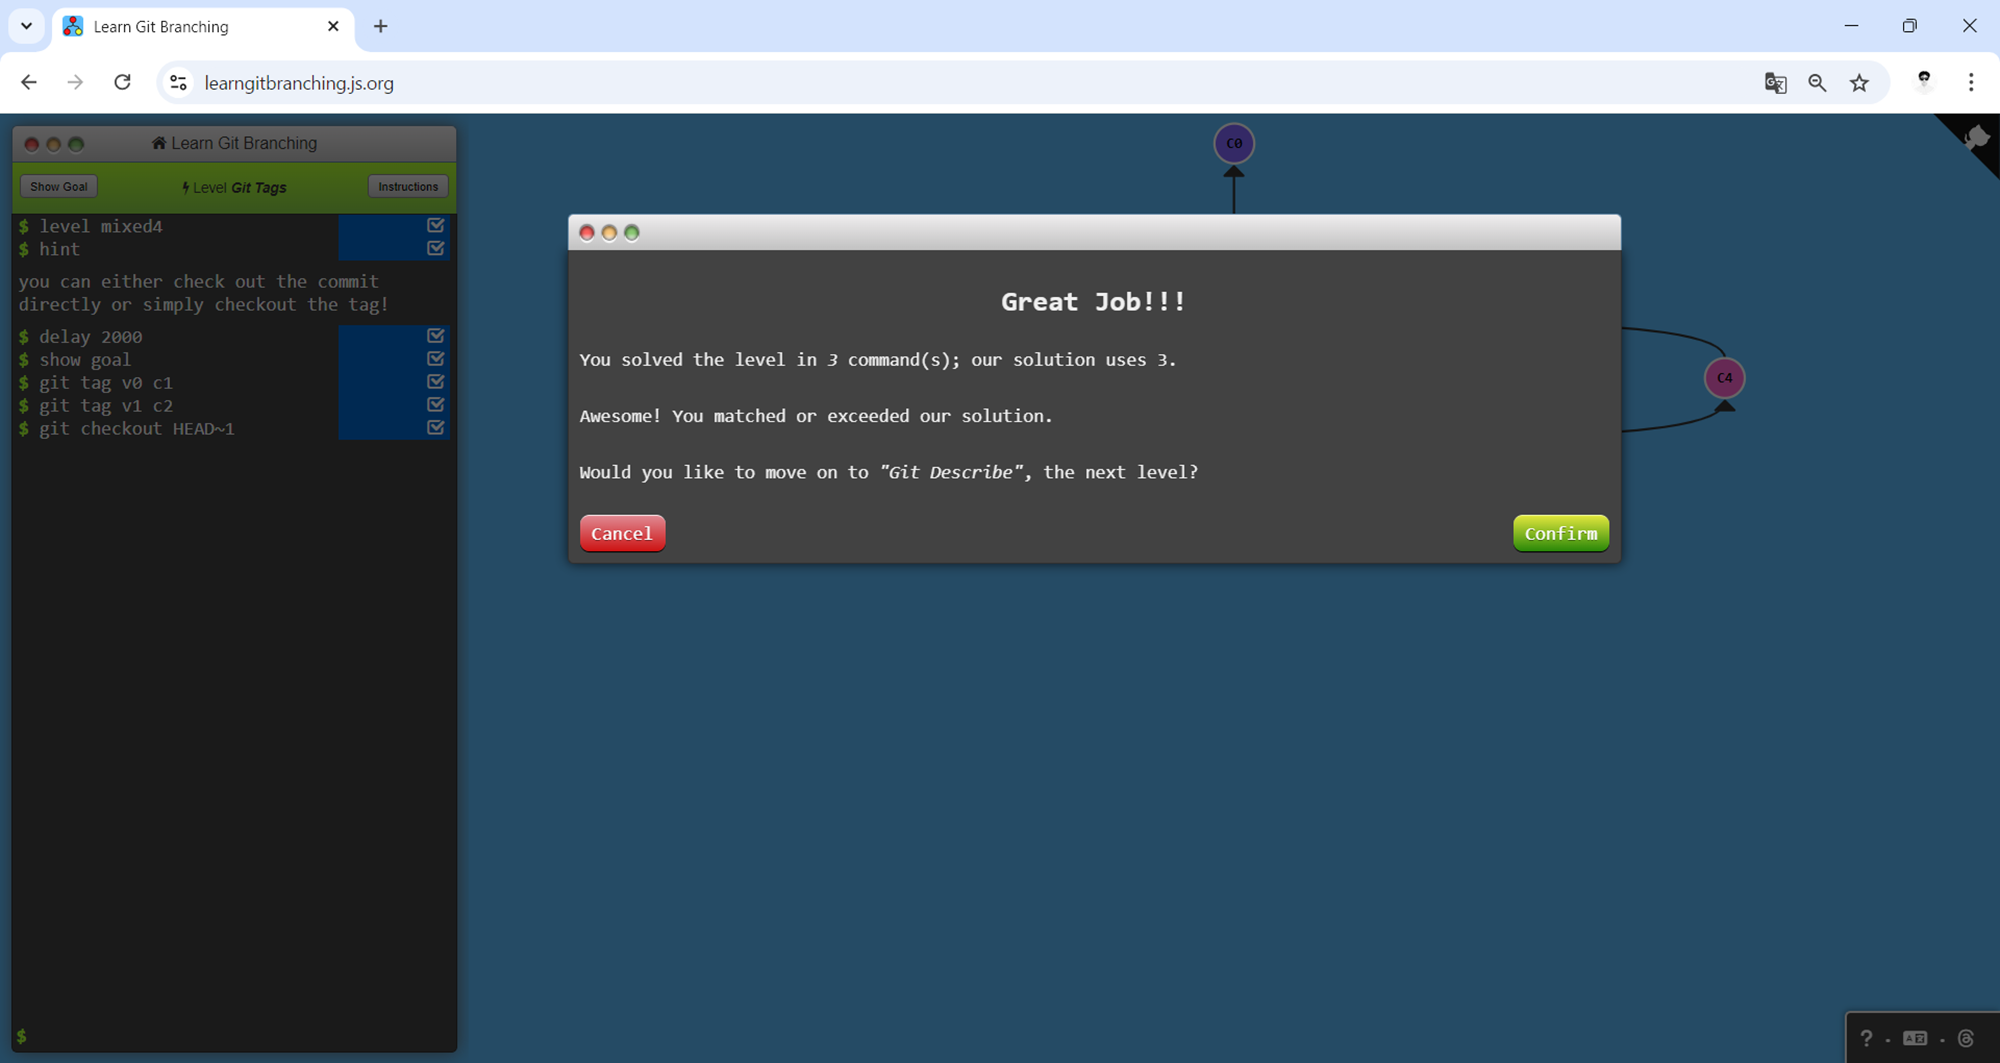 Learn Git Branching
learngitbranching.js.org
Learn Git Branching
Show Goal
Level Git Tags
Instructions
$ level mixed4
$ hint
you can either check out the commit
directly or simply checkout the tag!
$ delay 2000
$ show goal
$ git tag v0 c1
$ git tag v1 c2
$ git checkout HEAD~1
$
C0
Great Job!!!
You solved the level in 3 command(s); our solution uses 3.
Awesome! You matched or exceeded our solution.
Would you like to move on to "Git Describe", the next level?
Cancel
Confirm
C4